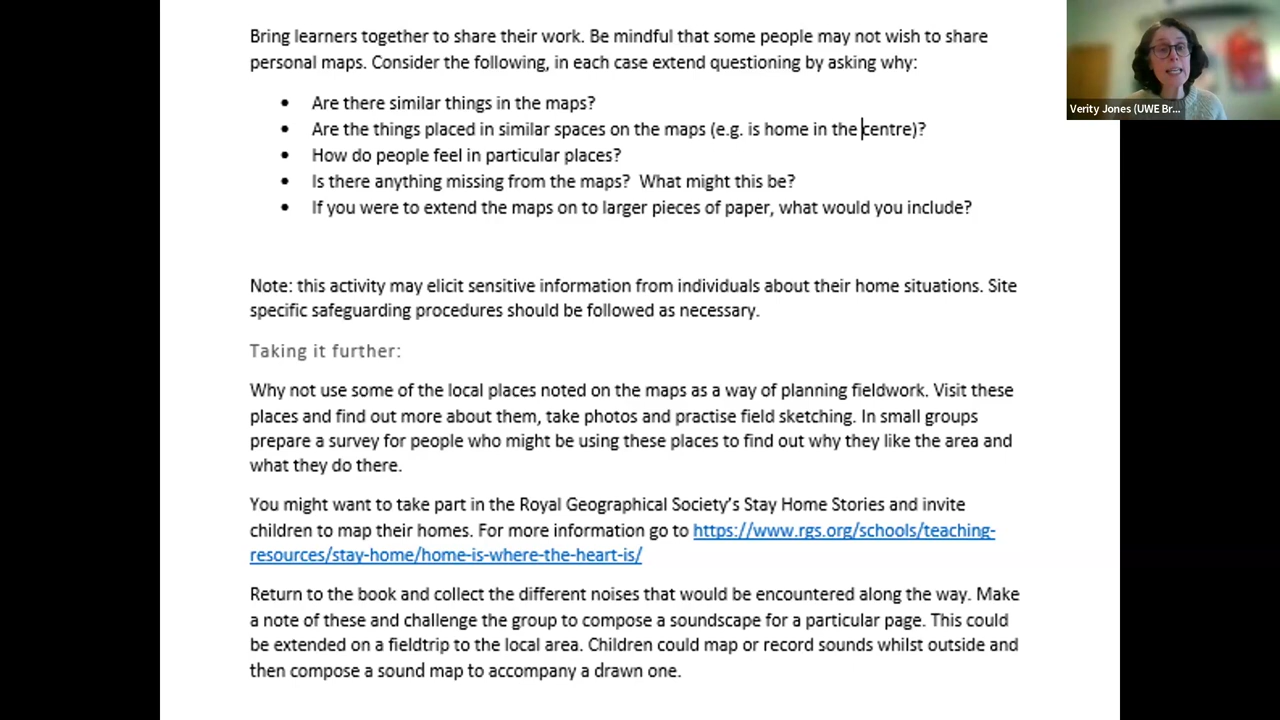 Bring learners together to share their work. Be mindful that some people may not wish to share
personal maps. Consider the following, in each case extend questioning by asking why:
• Are there similar things in the maps?
• Are the things placed in similar spaces on the maps (e.g. is home in the centre)?
• How do people feel in particular places?
• Is there anything missing from the maps?  What might this be?
• If you were to extend the maps on to larger pieces of paper, what would you include?
Note: this activity may elicit sensitive information from individuals about their home situations. Site
specific safeguarding procedures should be followed as necessary.
Taking it further:
Why not use some of the local places noted on the maps as a way of planning fieldwork. Visit these
places and find out more about them, take photos and practise field sketching. In small groups
prepare a survey for people who might be using these places to find out why they like the area and
what they do there.
You might want to take part in the Royal Geographical Society's Stay Home Stories and invite
children to map their homes. For more information go to https://www.rgs.org/schools/teaching-
resources/stay-home/home-is-where-the-heart-is/
Return to the book and collect the different noises that would be encountered along the way. Make
a note of these and challenge the group to compose a soundscape for a particular page. This could
be extended on a fieldtrip to the local area. Children could map or record sounds whilst outside and
then compose a sound map to accompany a drawn one.
Verity Jones (UWE Br...